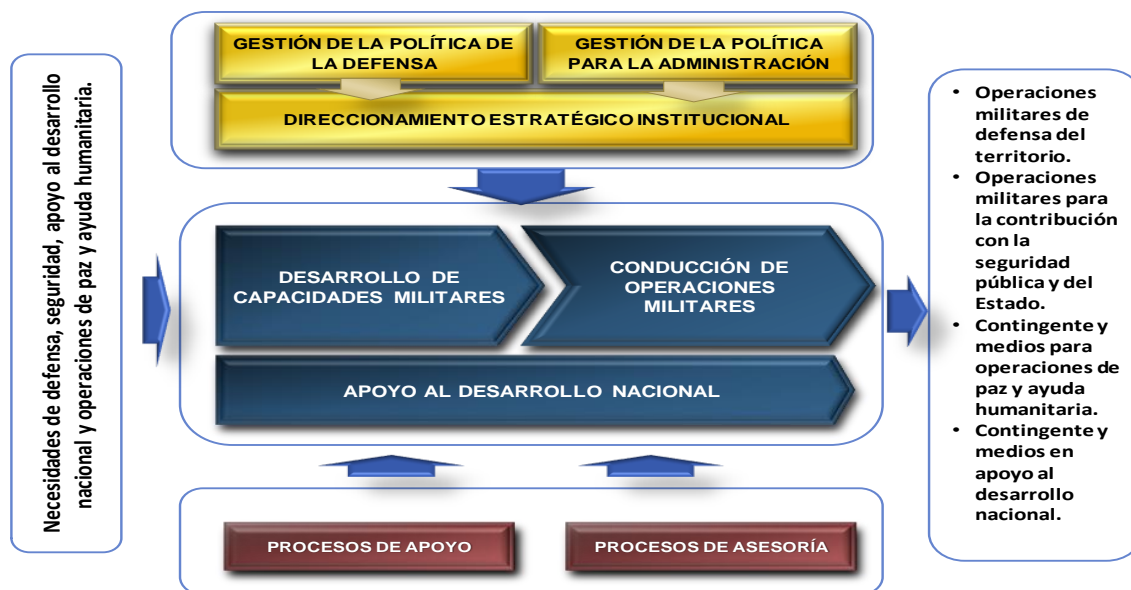 Necesidades de defensa, seguridad, apoyo al desarrollo
nacional y operaciones de paz y ayuda humanitaria.
GESTIÓN DE LA POLÍTICA DE
LA DEFENSA
GESTIÓN DE LA POLÍTICA
PARA LA ADMINISTRACIÓN
DIRECCIONAMIENTO ESTRATÉGICO INSTITUCIONAL
DESARROLLO DE
CAPACIDADES MILITARES
CONDUCCIÓN DE
OPERACIONES
MILITARES
APOYO AL DESARROLLO NACIONAL
PROCESOS DE APOYO
PROCESOS DE ASESORÍA
• Operaciones
militares de
defensa del
territorio.
• Operaciones
militares para
la contribución
con la
seguridad
pública y del
Estado.
• Contingente y
medios para
operaciones de
paz y ayuda
humanitaria.
• Contingente y
medios en
apoyo al
desarrollo
nacional.